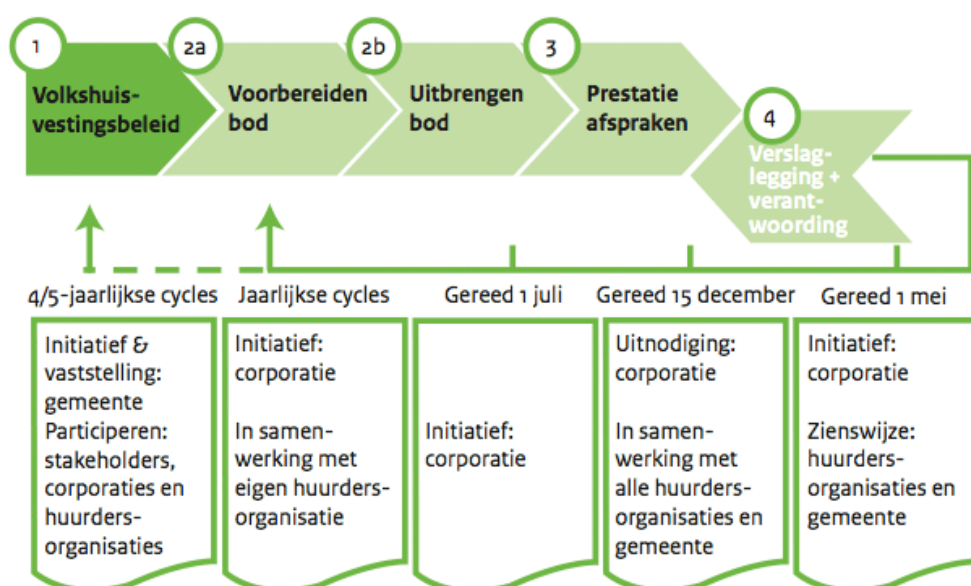 1
2a
2b
3
4
Volkshuis-
vestingsbeleid
Voorbereiden
bod
Uitbrengen
bod
Prestatie
afspraken
Verslag-
legging +
verant-
woording
4/5-jaarlijkse cycles
Jaarlijkse cycles
Gereed 1 juli
Gereed 15 december
Gereed 1 mei
Initiatief &
vaststelling:
gemeente
Participeren:
stakeholders,
corporaties en
huurders-
organisaties
Initiatief:
corporatie
In samen-
werking met
eigen huurders-
organisatie
Initiatief:
corporatie
Uitnodiging:
corporatie
In samen-
werking met
alle huurders-
organisaties en
gemeente
Initiatief:
corporatie
Zienswijze:
huurders-
organisaties en
gemeente